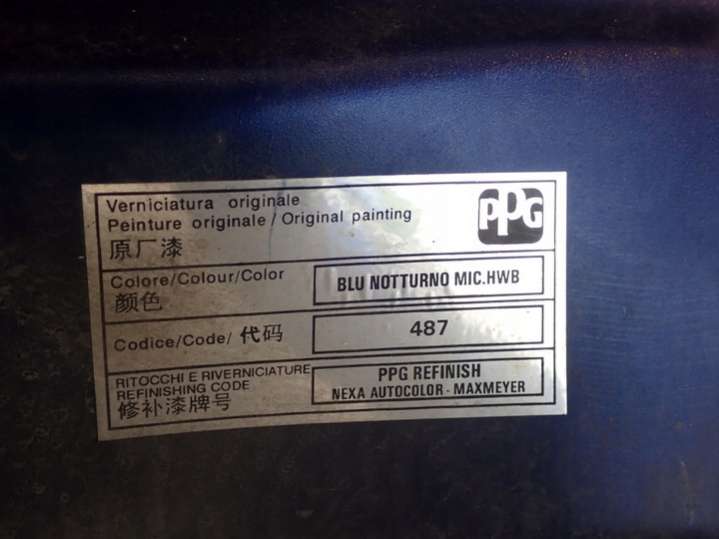 Verniciatura originale
Peinture originale / Original painting
原厂漆
PPG
Colore/Colour/Color
颜色
BLU NOTTURNO MIC.HWB
Codice/Code/ 代码
487
RITOCCHI E RIVERNICIATURE
REFINISHING CODE
修补漆牌号
PPG REFINISH
NEXA AUTOCOLOR - MAXMEYER